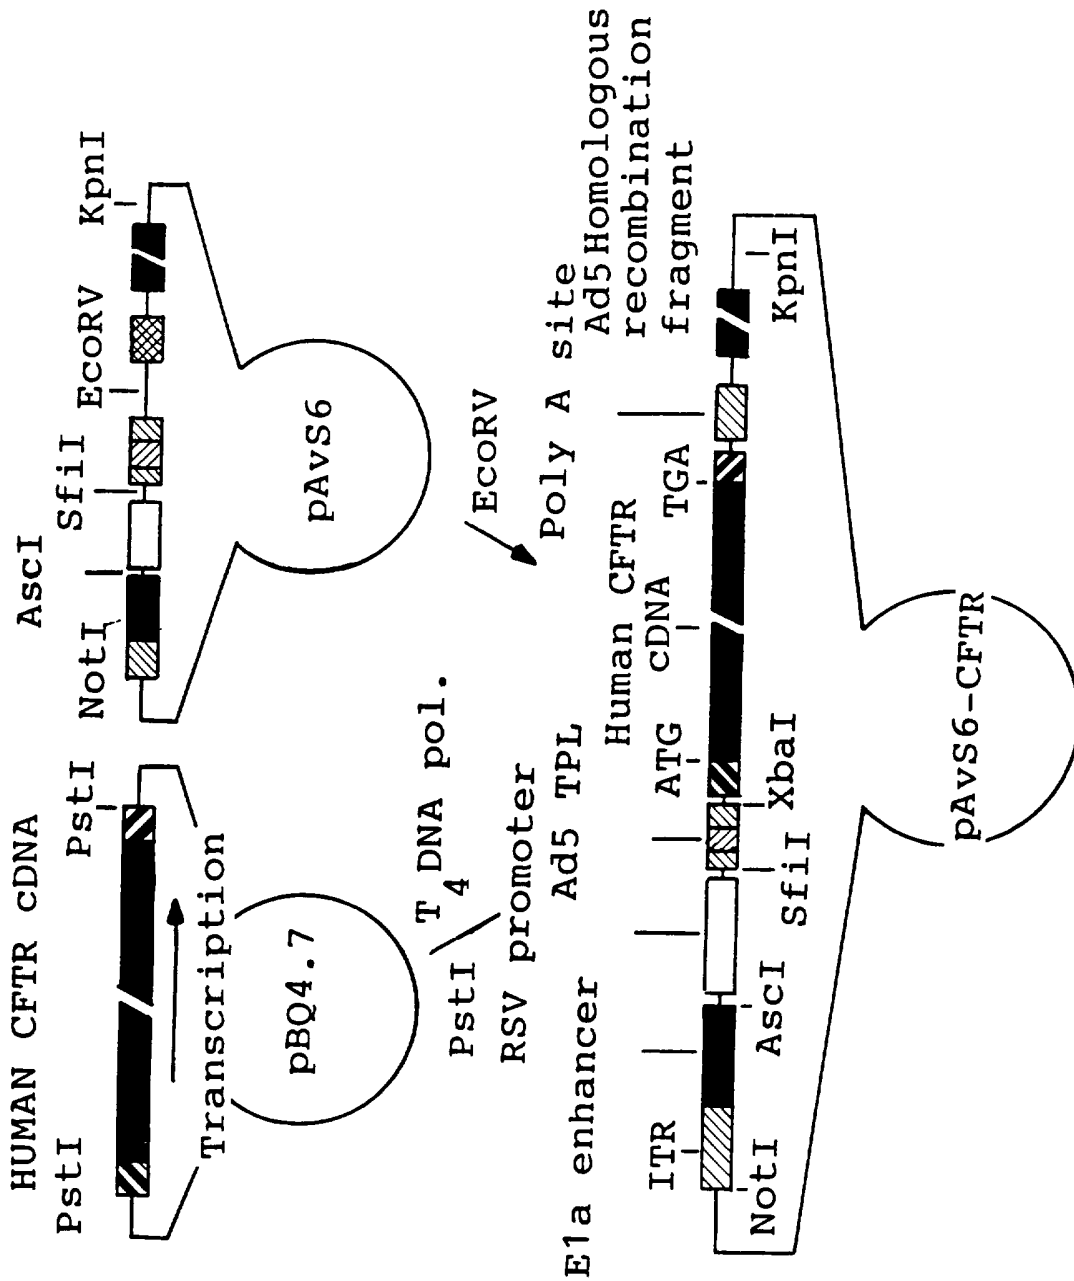 HUMAN CFTR cDNA
PstI
PstI
Transcription
pBQ4.7
AscI
NotI
SfiI
EcoRV
KpnI
pAvS6
PstI
T4 DNA pol.
EcoRV
E1a enhancer
RSV promoter
Ad5 TPL
Poly A site
Ad5 Homologous
recombination
fragment
ITR
ATG
Human CFTR
cDNA
TGA
NotI
AscI
SfiI
XbaI
KpnI
pAvS6-CFTR